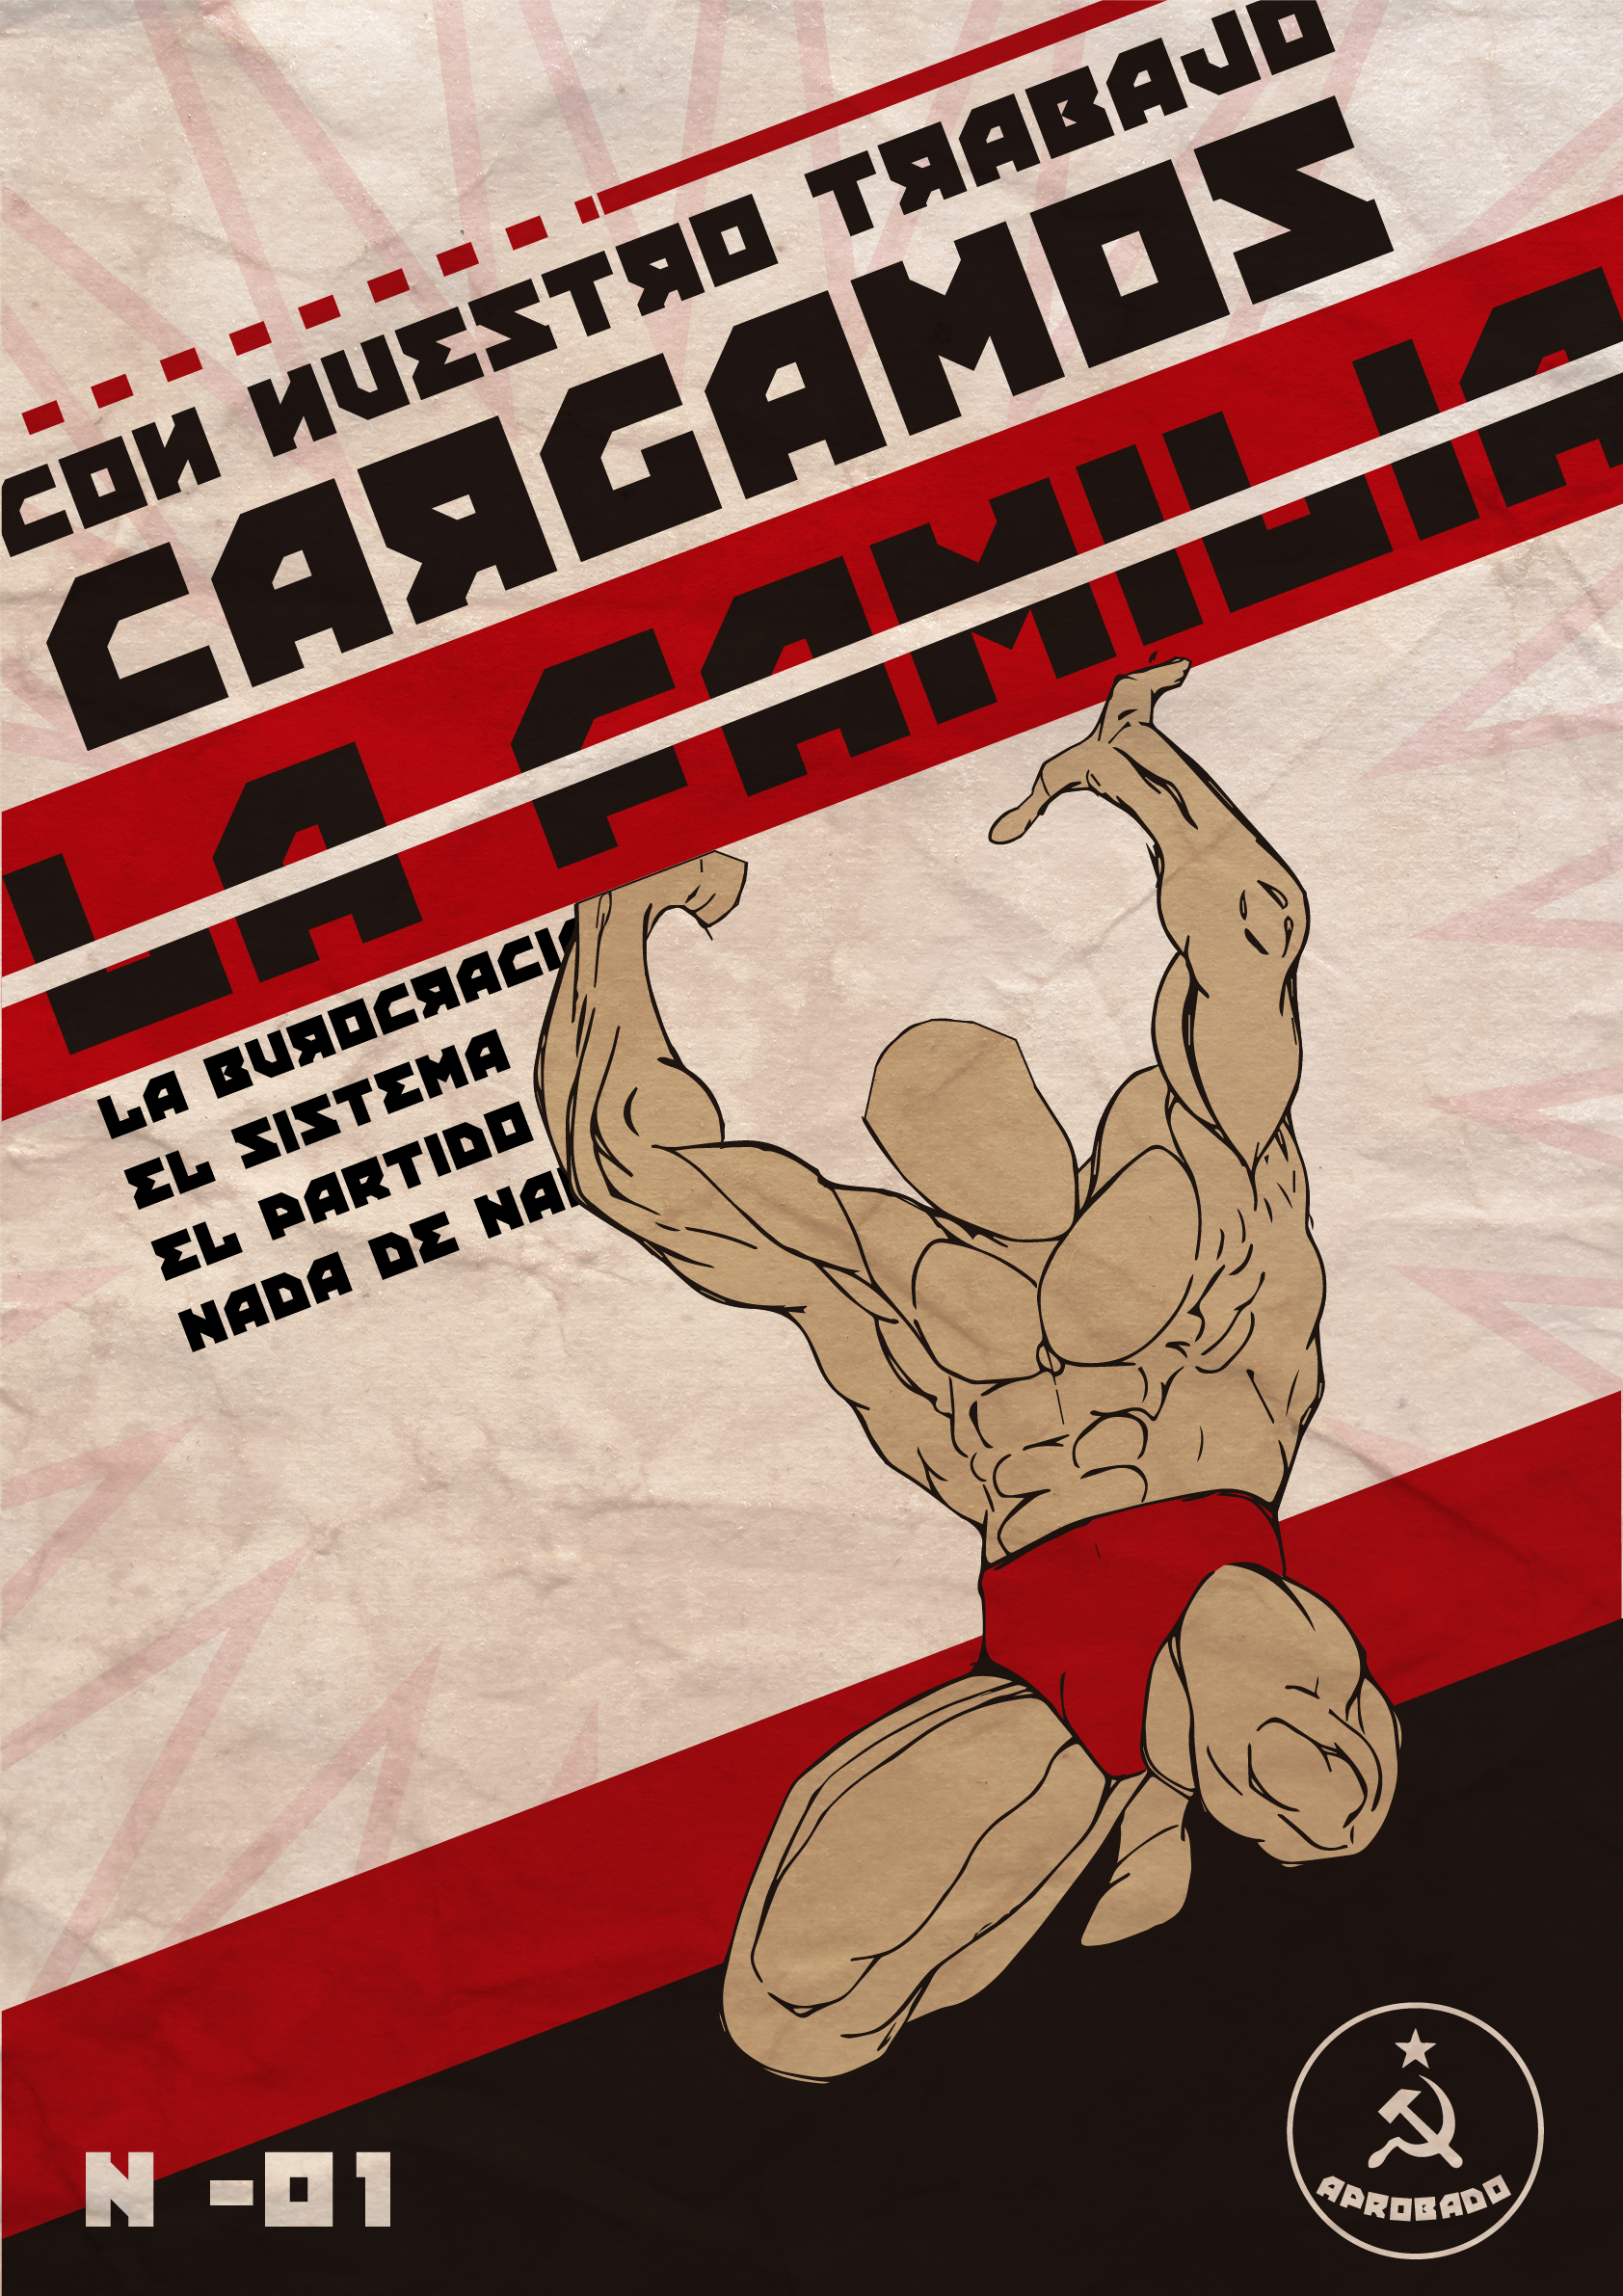 CON NUESTRO TRABAJO
CARGAMOS
LA FAMILIA
LA BUROCRACI
EL SISTEMA
EL PARTIDO
NADA DE NA
N -01
APROBADO